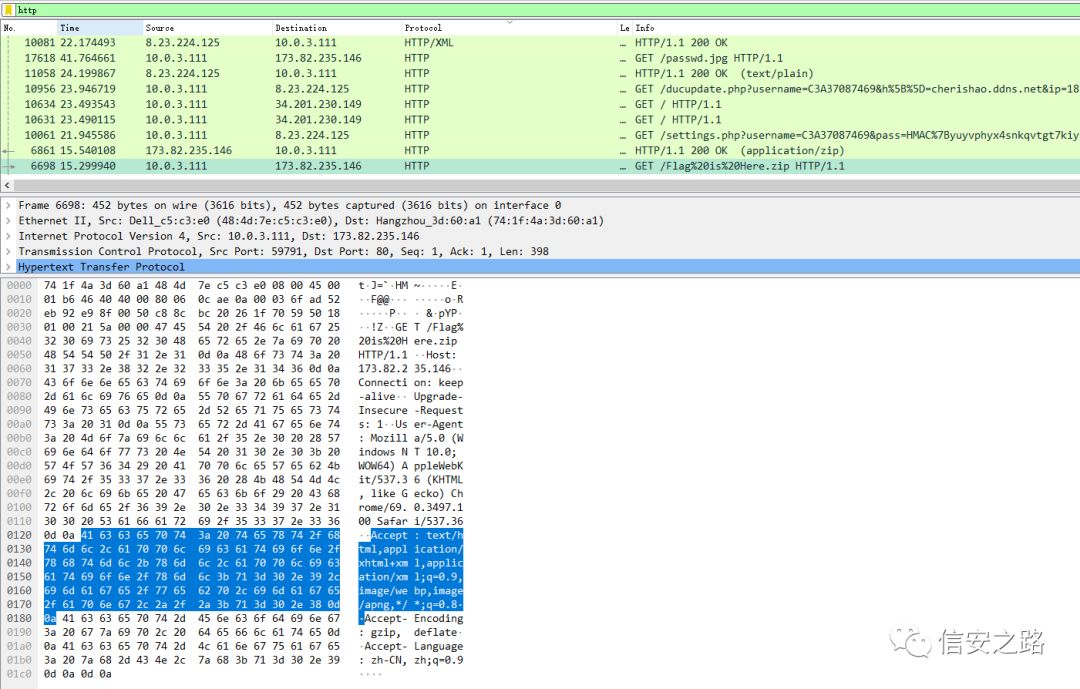 http
No. Time Source Destination Protocol Le Info
10081 22.174493 8.23.224.125 10.0.3.111 HTTP/XML … HTTP/1.1 200 OK
17618 41.764661 10.0.3.111 173.82.235.146 HTTP … GET /passwd.jpg HTTP/1.1
11058 24.199867 8.23.224.125 10.0.3.111 HTTP … HTTP/1.1 200 OK (text/plain)
10956 23.946719 10.0.3.111 8.23.224.125 HTTP … GET /ducupdate.php?username=C3A37087469&h%5B%5D=cherishao.ddns.net&ip=18
10634 23.493543 10.0.3.111 34.201.230.149 HTTP … GET / HTTP/1.1
10631 23.490115 10.0.3.111 34.201.230.149 HTTP … GET / HTTP/1.1
10061 21.945586 10.0.3.111 8.23.224.125 HTTP … GET /settings.php?username=C3A37087469&pass=HMAC%7Byuyvphyx4snkqvtgt7kiy
6861 15.540108 173.82.235.146 10.0.3.111 HTTP … HTTP/1.1 200 OK (application/zip)
6698 15.299940 10.0.3.111 173.82.235.146 HTTP … GET /Flag%20is%20Here.zip HTTP/1.1
Frame 6698: 452 bytes on wire (3616 bits), 452 bytes captured (3616 bits) on interface 0
Ethernet II, Src: Dell_c5:c3:e0 (48:4d:7e:c5:c3:e0), Dst: Hangzhou_3d:60:a1 (74:1f:4a:3d:60:a1)
Internet Protocol Version 4, Src: 10.0.3.111, Dst: 173.82.235.146
Transmission Control Protocol, Src Port: 59791, Dst Port: 80, Seq: 1, Ack: 1, Len: 398
Hypertext Transfer Protocol
0000 74 1f 4a 3d 60 a1 48 4d 7e c5 c3 e0 08 00 45 00 t·J=`·HM ~·····E·
0010 01 b6 46 40 40 00 80 06 0c ae 0a 00 03 6f ad 52 ··F@@··· ·····o·R
0020 eb 92 e9 8f 00 50 c8 8c bc 20 26 1f 70 59 50 18 ·····P·· · &·pYP·
0030 01 00 21 5a 00 00 47 45 54 20 2f 46 6c 61 67 25 ··!Z··GE T /Flag%
0040 32 30 69 73 25 32 30 48 65 72 65 2e 7a 69 70 20 20is%20H ere.zip
0050 48 54 54 50 2f 31 2e 31 0d 0a 48 6f 73 74 3a 20 HTTP/1.1 ··Host:
0060 31 37 33 2e 38 32 2e 32 33 35 2e 31 34 36 0d 0a 173.82.2 35.146··
0070 43 6f 6e 6e 65 63 74 69 6f 6e 3a 20 6b 65 65 70 Connecti on: keep
0080 2d 61 6c 69 76 65 0d 0a 55 70 67 72 61 64 65 2d -alive·· Upgrade-
0090 49 6e 73 65 63 75 72 65 2d 52 65 71 75 65 73 74 Insecure -Request
00a0 73 3a 20 31 0d 0a 55 73 65 72 2d 41 67 65 6e 74 s: 1··Us er-Agent
00b0 3a 20 4d 6f 7a 69 6c 6c 61 2f 35 2e 30 20 28 57 : Mozill a/5.0 (W
00c0 69 6e 64 6f 77 73 20 4e 54 20 31 30 2e 30 3b 20 indows N T 10.0;
00d0 57 4f 57 36 34 29 20 41 70 70 6c 65 57 65 62 4b WOW64) A ppleWebK
00e0 69 74 2f 35 33 37 2e 33 36 20 28 4b 48 54 4d 4c it/537.3 6 (KHTML
00f0 2c 20 6c 69 6b 65 20 47 65 63 6b 6f 29 20 43 68 , like G ecko) Ch
0100 72 6f 6d 65 2f 36 39 2e 30 2e 33 34 39 37 2e 31 rome/69. 0.3497.1
0110 30 30 20 53 61 66 61 72 69 2f 35 33 37 2e 33 36 00 Safar i/537.36
0120 0d 0a 41 63 63 65 70 74 3a 20 74 65 78 74 2f 68 ··Accept : text/h
0130 74 6d 6c 2c 61 70 70 6c 69 63 61 74 69 6f 6e 2f tml,appl ication/
0140 78 68 74 6d 6c 2b 78 6d 6c 2c 61 70 70 6c 69 63 xhtml+xm l,applic
0150 61 74 69 6f 6e 2f 78 6d 6c 3b 71 3d 30 2e 39 2c ation/xm l;q=0.9,
0160 69 6d 61 67 65 2f 77 65 62 70 2c 69 6d 61 67 65 image/we bp,image
0170 2f 61 70 6e 67 2c 2a 2f 2a 3b 71 3d 30 2e 38 0d /apng,*/ *;q=0.8·
0180 0a 41 63 63 65 70 74 2d 45 6e 63 6f 64 69 6e 67 ·Accept- Encoding
0190 3a 20 67 7a 69 70 2c 20 64 65 66 6c 61 74 65 0d : gzip, deflate·
01a0 0a 41 63 63 65 70 74 2d 4c 61 6e 67 75 61 67 65 ·Accept- Language
01b0 3a 20 7a 68 2d 43 4e 2c 7a 68 3b 71 3d 30 2e 39 : zh-CN, zh;q=0.9
01c0 0d 0a 0d 0a ····
信安之路